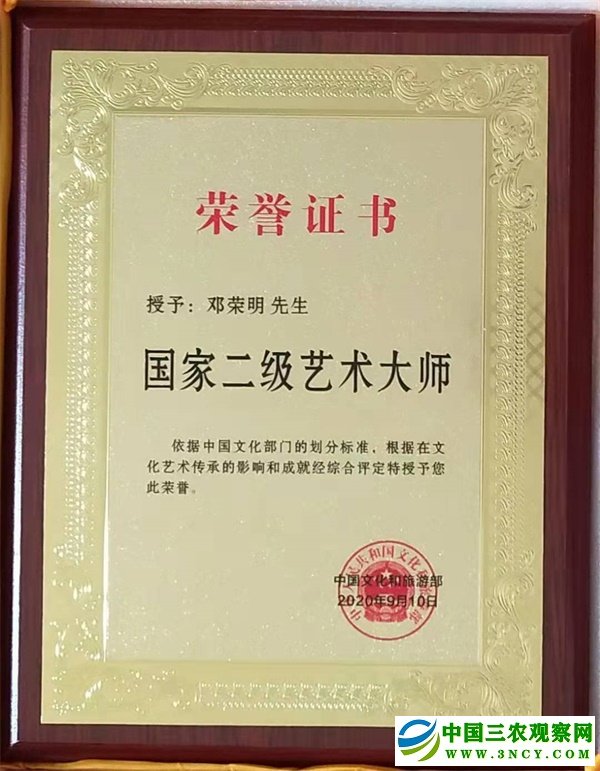 荣誉证书
授予：邓荣明 先生
国家二级艺术大师
依据中国文化部门的划分标准，根据在文
化艺术传承的影响和成就经综合评定特授予您
此荣誉。
中国文化和旅游部
2020年9月10日
中国三农观察网
WWW.3NCY.COM